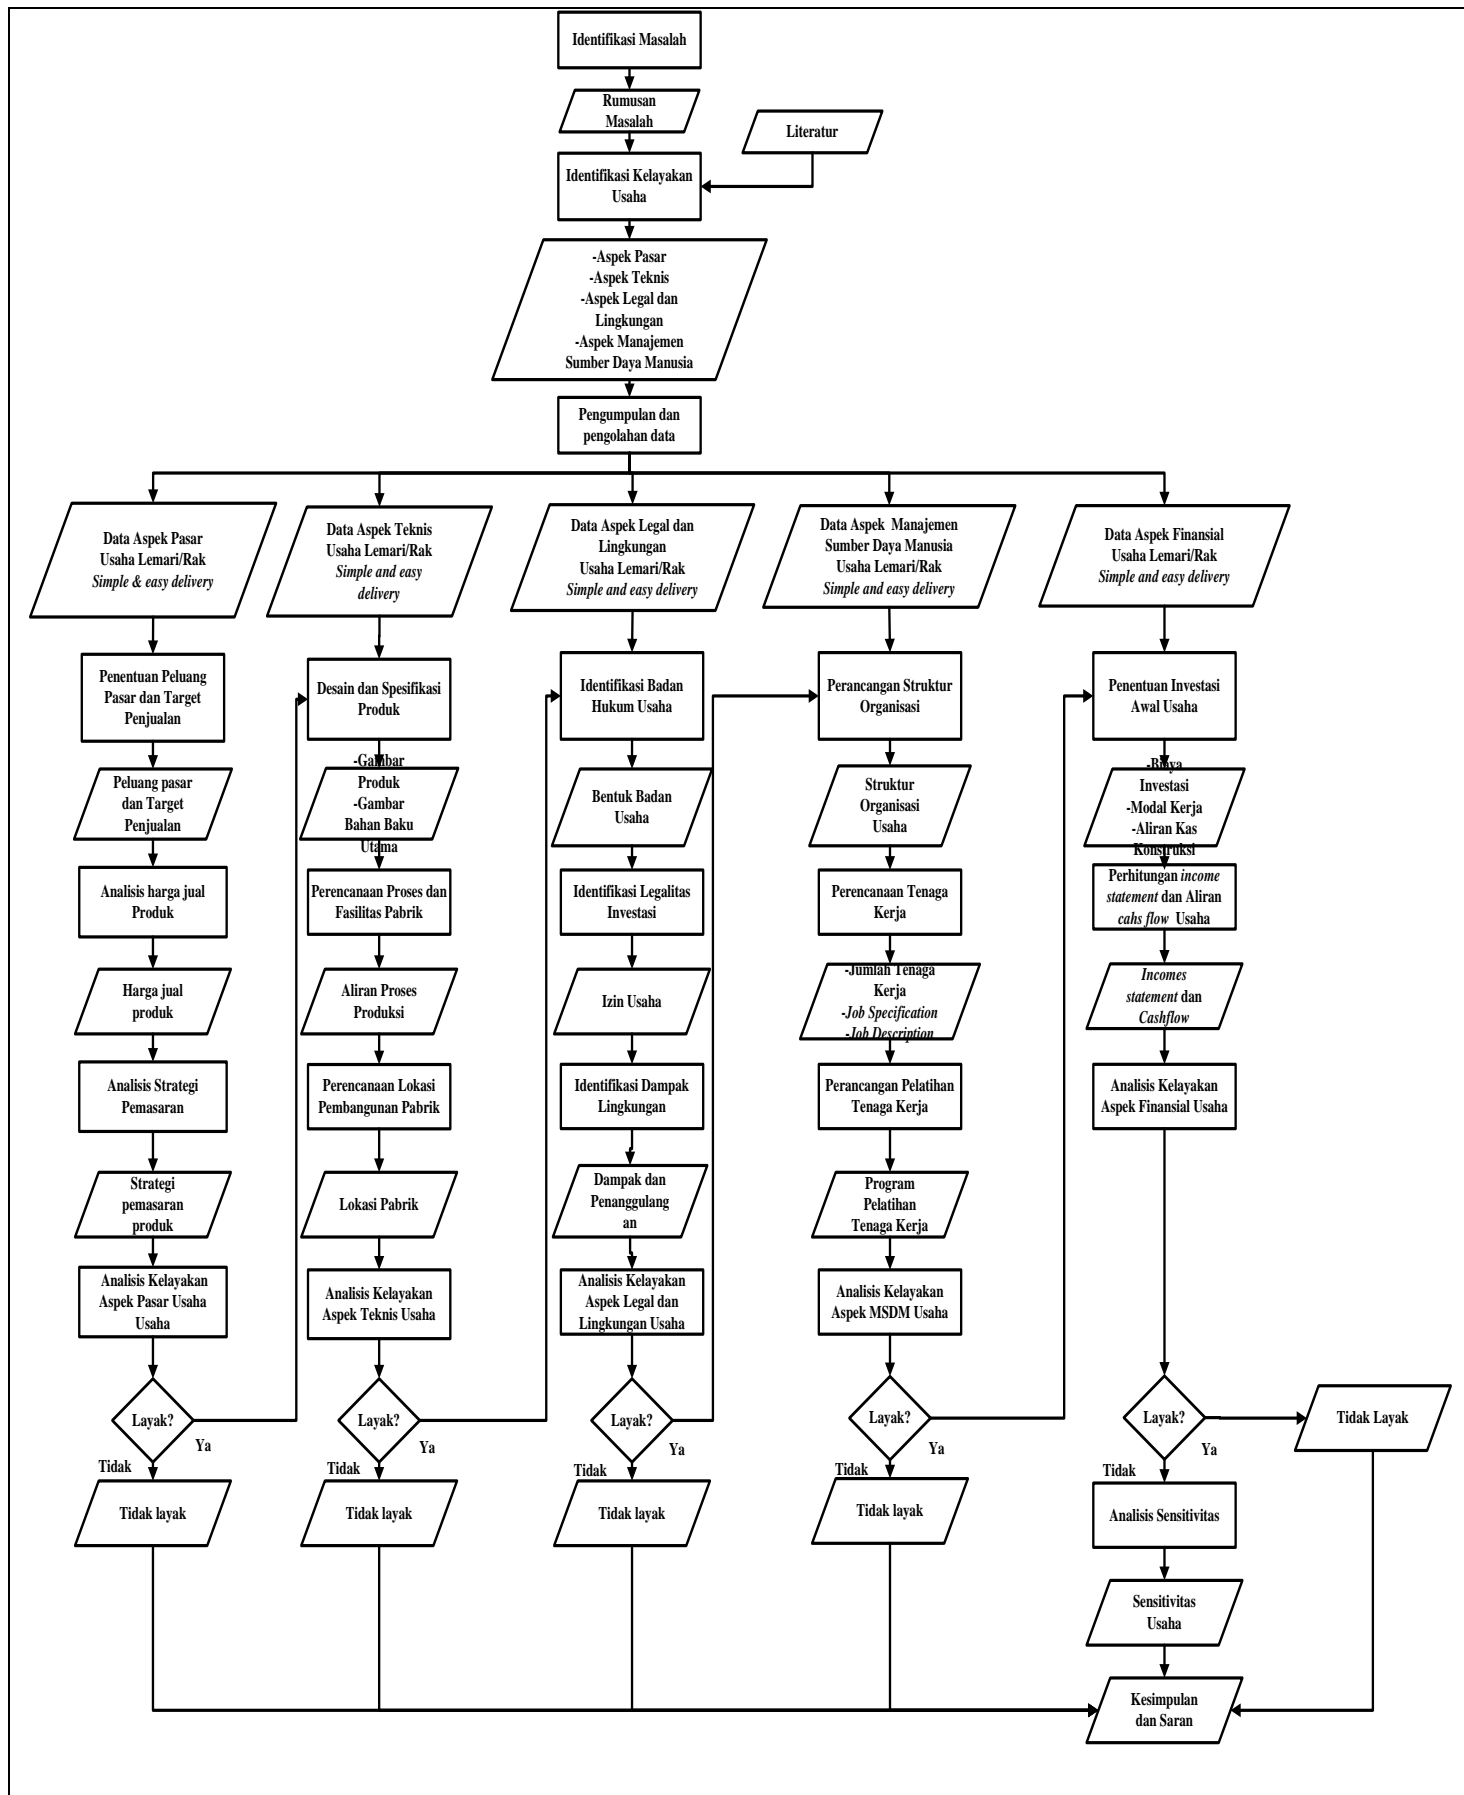 Identifikasi Masalah
Rumusan
Masalah
Literatur
Identifikasi Kelayakan
Usaha
-Aspek Pasar
-Aspek Teknis
-Aspek Legal dan
Lingkungan
-Aspek Manajemen
Sumber Daya Manusia
Pengumpulan dan
pengolahan data
Data Aspek Pasar
Usaha Lemari/Rak
Simple & easy delivery
Penentuan Peluang
Pasar dan Target
Penjualan
Peluang pasar
dan Target
Penjualan
Analisis harga jual
Produk
Harga jual
produk
Analisis Strategi
Pemasaran
Strategi
pemasaran
produk
Analisis Kelayakan
Aspek Pasar Usaha
Usaha
Layak?
Ya
Tidak
Tidak layak
Data Aspek Teknis
Usaha Lemari/Rak
Simple and easy
delivery
Desain dan Spesifikasi
Produk
-Gambar
Produk
-Gambar
Bahan Baku
Utama
Perencanaan Proses dan
Fasilitas Pabrik
Aliran Proses
Produksi
Perencanaan Lokasi
Pembangunan Pabrik
Lokasi Pabrik
Analisis Kelayakan
Aspek Teknis Usaha
Layak?
Ya
Tidak
Tidak layak
Data Aspek Legal dan
Lingkungan
Usaha Lemari/Rak
Simple and easy delivery
Identifikasi Badan
Hukum Usaha
Bentuk Badan
Usaha
Identifikasi Legalitas
Investasi
Izin Usaha
Identifikasi Dampak
Lingkungan
Dampak dan
Penanggulang
an
Analisis Kelayakan
Aspek Legal dan
Lingkungan Usaha
Layak?
Ya
Tidak
Tidak layak
Data Aspek Manajemen
Sumber Daya Manusia
Usaha Lemari/Rak
Simple and easy delivery
Perancangan Struktur
Organisasi
Struktur
Organisasi
Usaha
Perencanaan Tenaga
Kerja
-Jumlah Tenaga
Kerja
-Job Specification
-Job Description
Perancangan Pelatihan
Tenaga Kerja
Program
Pelatihan
Tenaga Kerja
Analisis Kelayakan
Aspek MSDM Usaha
Layak?
Ya
Tidak
Tidak layak
Data Aspek Finansial
Usaha Lemari/Rak
Simple and easy delivery
Penentuan Investasi
Awal Usaha
-Biaya
Investasi
-Modal Kerja
-Aliran Kas
Konstruksi
Perhitungan income
statement dan Aliran
cahs flow Usaha
Incomes
statement dan
Cashflow
Analisis Kelayakan
Aspek Finansial Usaha
Layak?
Ya
Tidak
Tidak Layak
Analisis Sensitivitas
Sensitivitas
Usaha
Kesimpulan
dan Saran